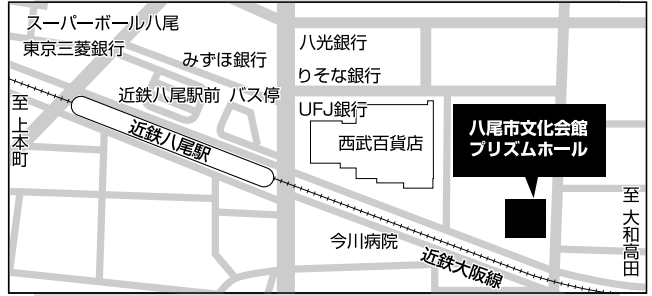 スーパーボール八尾
東京三菱銀行
みずほ銀行
八光銀行
りそな銀行
近鉄八尾駅前 バス停
UFJ銀行
西武百貨店
八尾市文化会館
プリズムホール
至 上本町
近鉄八尾駅
今川病院
近鉄大阪線
至 大和高田